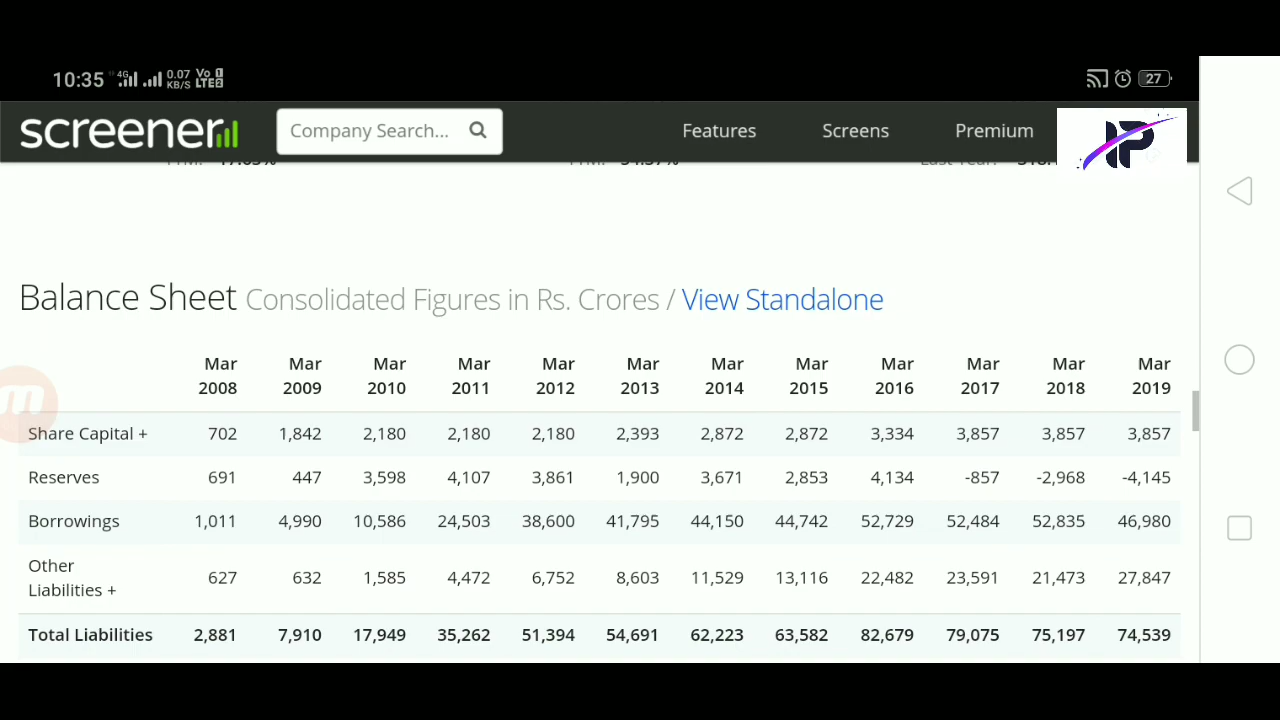 10:35 4G 0.07 KB/S Vo LTE2 1 27
screener Company Search... Features Screens Premium IP
Balance Sheet Consolidated Figures in Rs. Crores / View Standalone
Mar 2008 Mar 2009 Mar 2010 Mar 2011 Mar 2012 Mar 2013 Mar 2014 Mar 2015 Mar 2016 Mar 2017 Mar 2018 Mar 2019
Share Capital + 702 1,842 2,180 2,180 2,180 2,393 2,872 2,872 3,334 3,857 3,857 3,857
Reserves 691 447 3,598 4,107 3,861 1,900 3,671 2,853 4,134 -857 -2,968 -4,145
Borrowings 1,011 4,990 10,586 24,503 38,600 41,795 44,150 44,742 52,729 52,484 52,835 46,980
Other Liabilities + 627 632 1,585 4,472 6,752 8,603 11,529 13,116 22,482 23,591 21,473 27,847
Total Liabilities 2,881 7,910 17,949 35,262 51,394 54,691 62,223 63,582 82,679 79,075 75,197 74,539